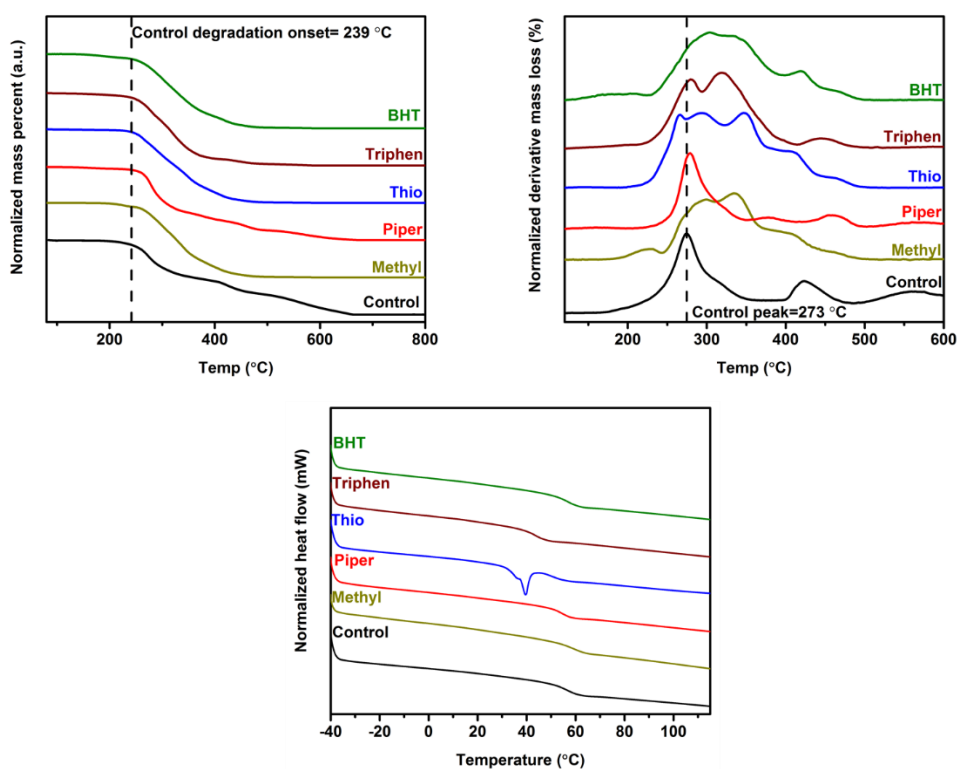 Normalized mass percent (a.u.)
Control degradation onset= 239 °C
BHT
Triphen
Thio
Piper
Methyl
Control
200
400
600
800
Temp (°C)
Normalized derivative mass loss (%)
BHT
Triphen
Thio
Piper
Methyl
Control
Control peak=273 °C
200
300
400
500
600
Temp (°C)
Normalized heat flow (mW)
BHT
Triphen
Thio
Piper
Methyl
Control
-40
-20
0
20
40
60
80
100
Temperature (°C)